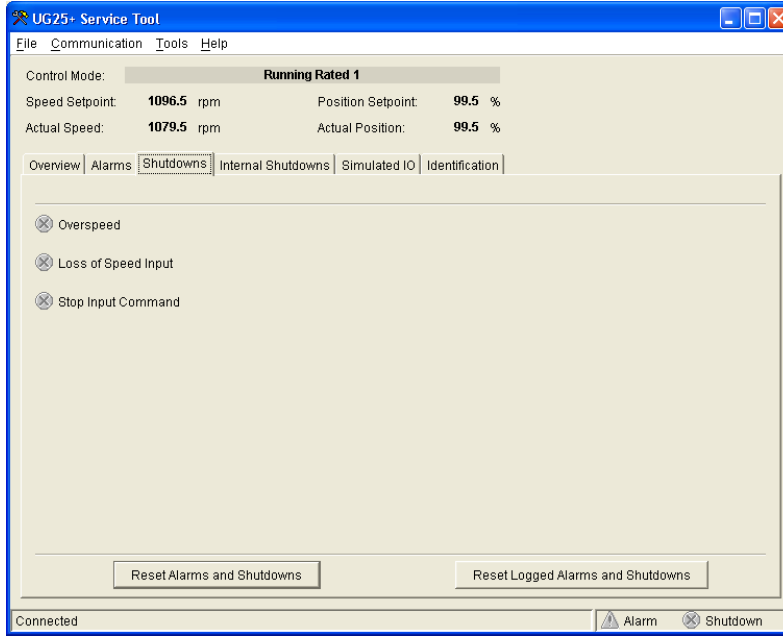 UG25+ Service Tool
File Communication Tools Help
Control Mode: Running Rated 1
Speed Setpoint: 1096.5 rpm Position Setpoint: 99.5 %
Actual Speed: 1079.5 rpm Actual Position: 99.5 %
Overview Alarms Shutdowns Internal Shutdowns Simulated IO Identification
Overspeed
Loss of Speed Input
Stop Input Command
Reset Alarms and Shutdowns Reset Logged Alarms and Shutdowns
Connected Alarm Shutdown